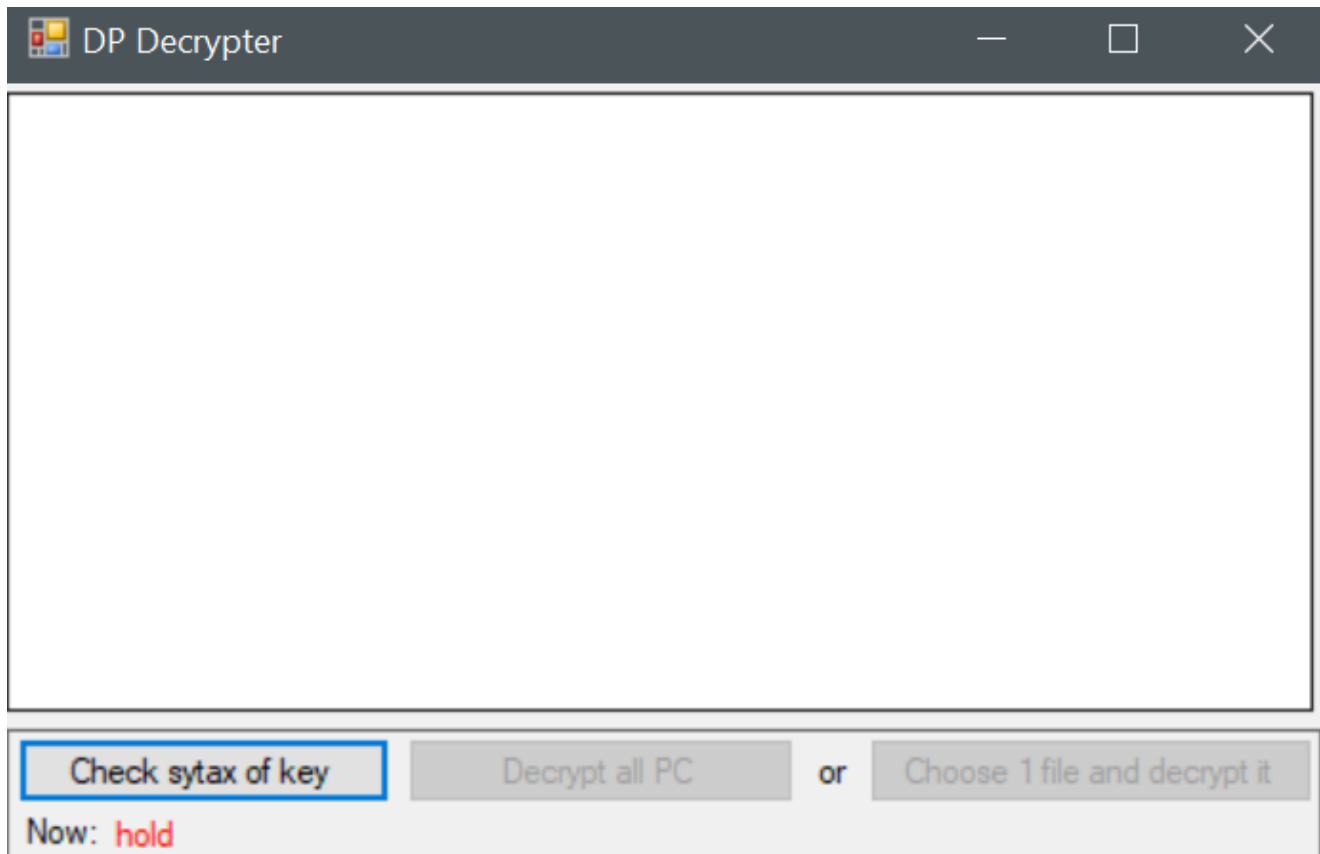 DP Decrypter
Check sytax of key Decrypt all PC or Choose 1 file and decrypt it
Now: hold